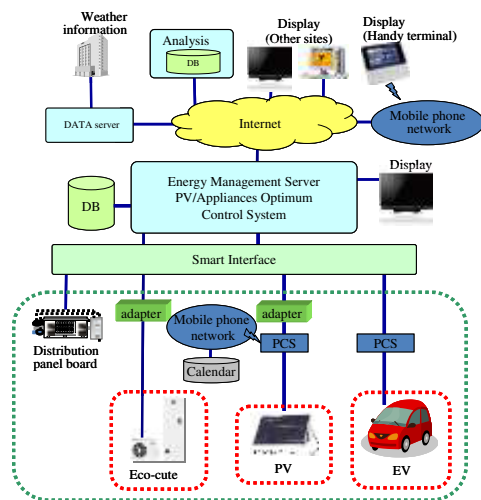 Weather
information
Analysis
DB
Display
(Other sites)
Display
(Handy terminal)
DATA server
Internet
Mobile phone
network
Energy Management Server
PV/Appliances Optimum
Control System
DB
Display
Smart Interface
adapter
adapter
Mobile phone
network
Distribution
panel board
PCS
PCS
Calendar
Eco-cute
PV
EV